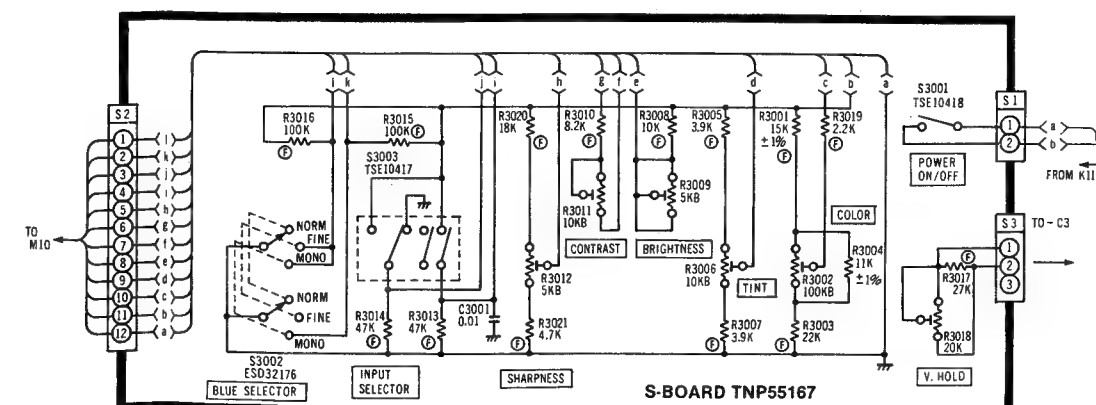 S2
1
2
3
4
5
6
7
8
9
10
11
12
l
k
j
i
h
g
f
e
d
c
b
a
TO
M10
l
k
j
i
h
g
f
e
d
c
b
a
R3016
100K
F
R3015
100K F
S3003
TSE10417
NORM
FINE
MONO
NORM
FINE
MONO
S3002
ESD32176
BLUE SELECTOR
R3014
47K
F
R3013
47K
F
C3001
0.01
INPUT
SELECTOR
R3020
18K
F
R3012
5KB
R3021
4.7K
F
SHARPNESS
R3010
8.2K
F
R3011
10KB
CONTRAST
R3008
10K
F
R3009
5KB
BRIGHTNESS
R3005
3.9K
F
R3006
10KB
TINT
R3007
3.9K
F
R3001
15K
±1%
F
R3019
2.2K
F
COLOR
R3002
100KB
R3004
11K
±1%
R3003
22K
F
S-BOARD TNP55167
S3001
TSE10418
S1
1
2
a
b
POWER
ON/OFF
FROM K11
S3
TO-C3
1
2
3
F
R3017
27K
R3018
20K
V. HOLD